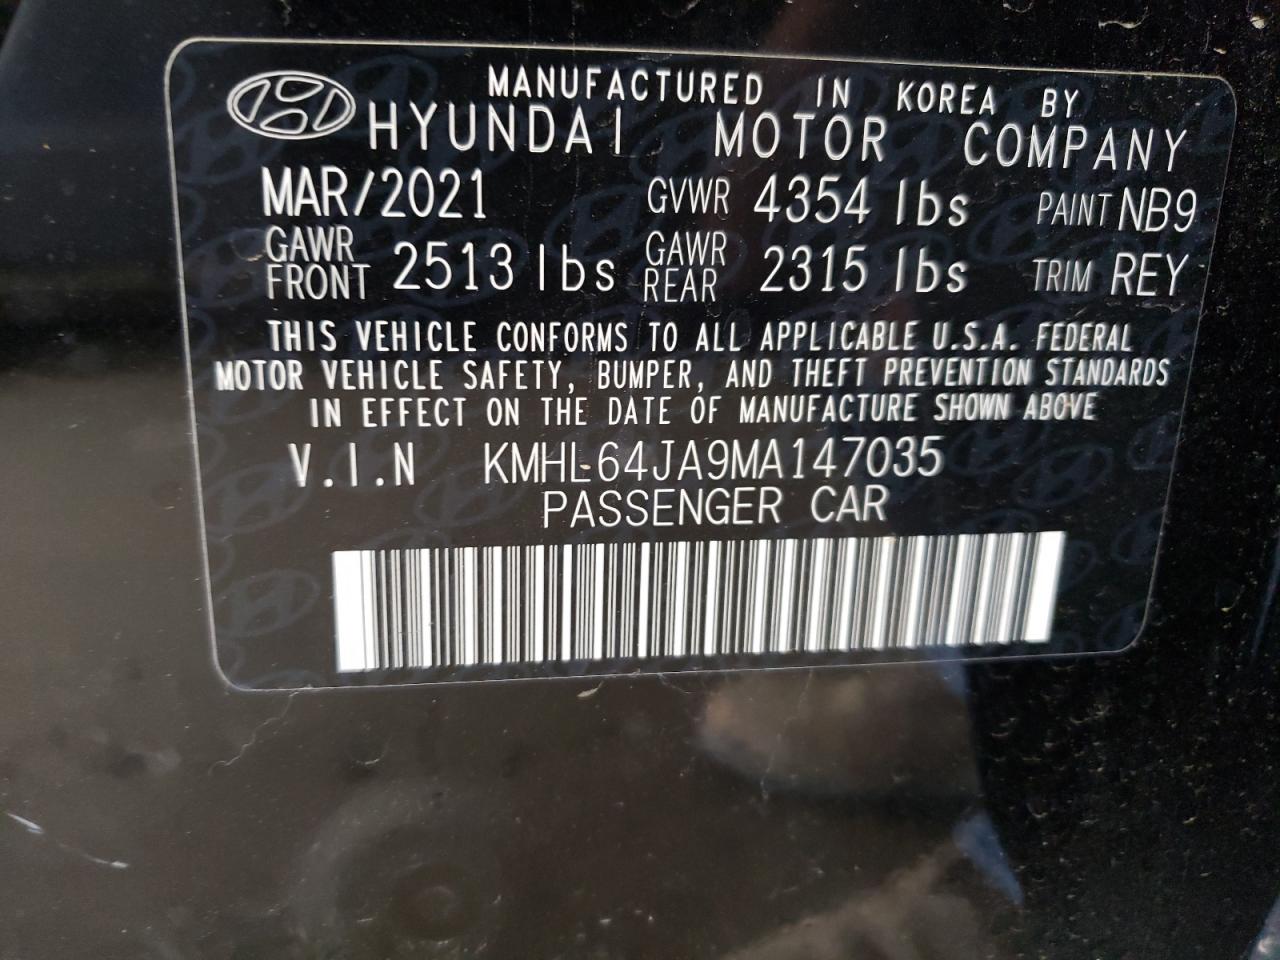 MANUFACTURED IN KOREA BY
HYUNDAI MOTOR COMPANY
MAR/2021 GVWR 4354 lbs PAINT NB9
GAWR FRONT 2513 lbs GAWR REAR 2315 lbs TRIM REY
THIS VEHICLE CONFORMS TO ALL APPLICABLE U.S.A. FEDERAL
MOTOR VEHICLE SAFETY, BUMPER, AND THEFT PREVENTION STANDARDS
IN EFFECT ON THE DATE OF MANUFACTURE SHOWN ABOVE
V.I.N KMHL64JA9MA147035
PASSENGER CAR